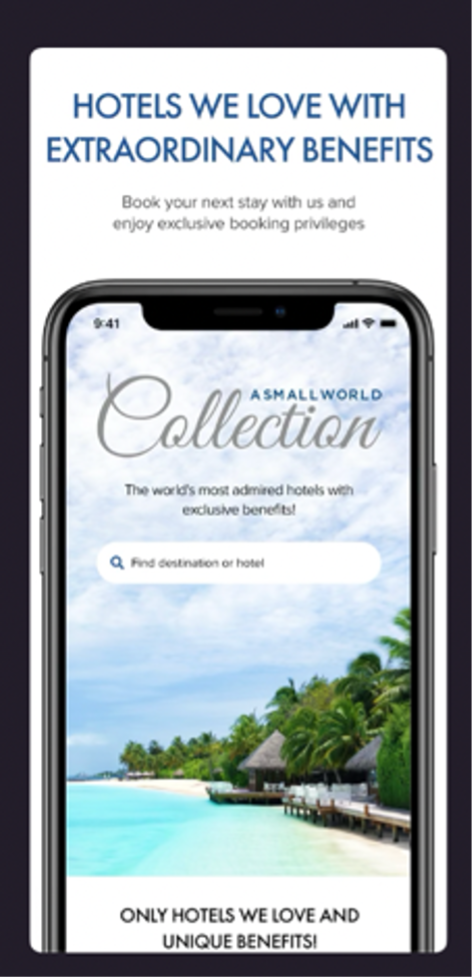 HOTELS WE LOVE WITH
EXTRAORDINARY BENEFITS
Book your next stay with us and
enjoy exclusive booking privileges
9:41
ASMALLWORLD
Collection
The world's most admired hotels with
exclusive benefits!
Find destination or hotel
ONLY HOTELS WE LOVE AND
UNIQUE BENEFITS!